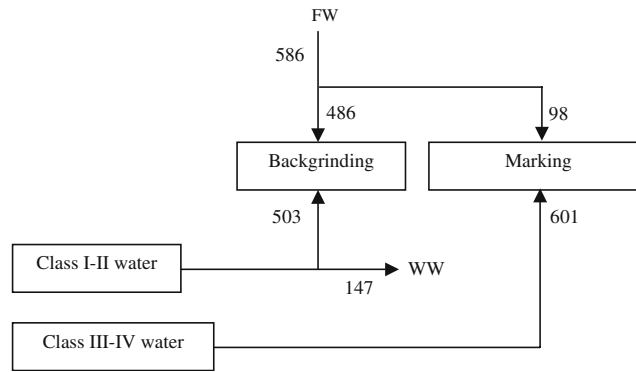 FW
586
486
98
Backgrinding
Marking
503
601
Class I-II water
WW
147
Class III-IV water